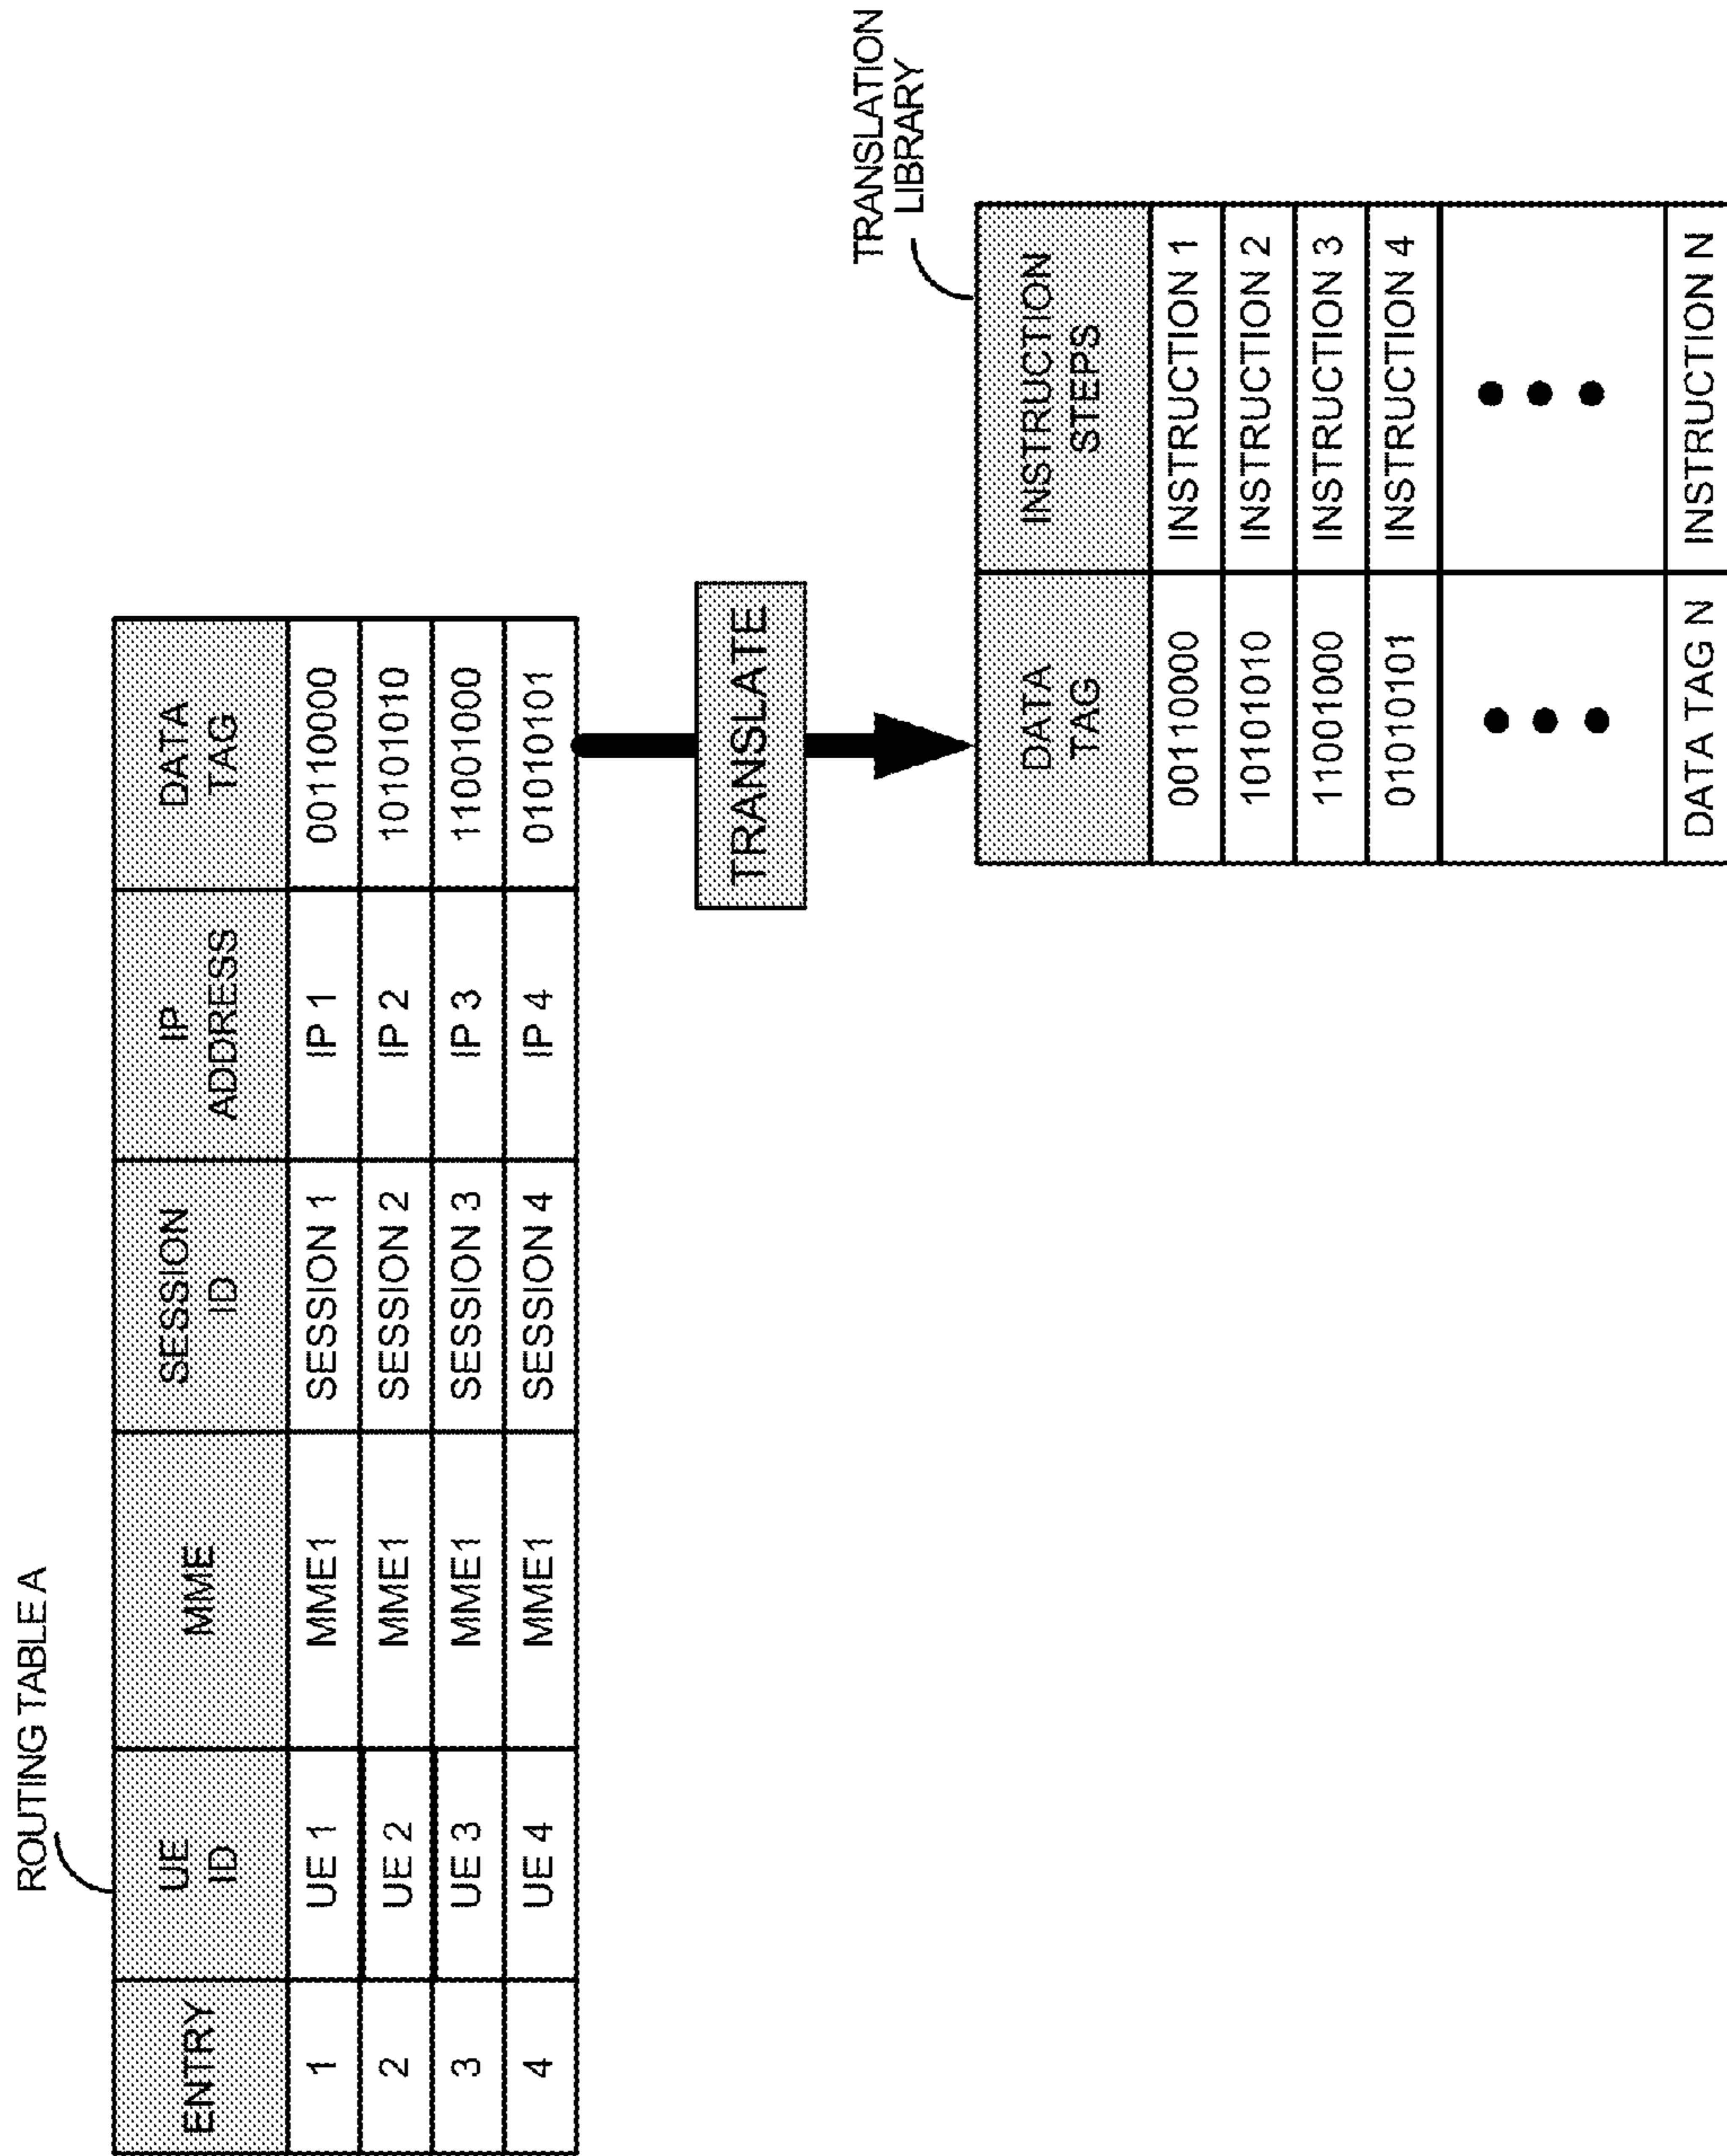 ROUTING TABLE A
ENTRY UE ID MME SESSION ID IP ADDRESS DATA TAG
1 UE 1 MME1 SESSION 1 IP 1 00110000
2 UE 2 MME1 SESSION 2 IP 2 10101010
3 UE 3 MME1 SESSION 3 IP 3 11001000
4 UE 4 MME1 SESSION 4 IP 4 01010101
TRANSLATE
TRANSLATION
LIBRARY
DATA TAG INSTRUCTION STEPS
00110000 INSTRUCTION 1
10101010 INSTRUCTION 2
11001000 INSTRUCTION 3
01010101 INSTRUCTION 4
DATA TAG N INSTRUCTION N